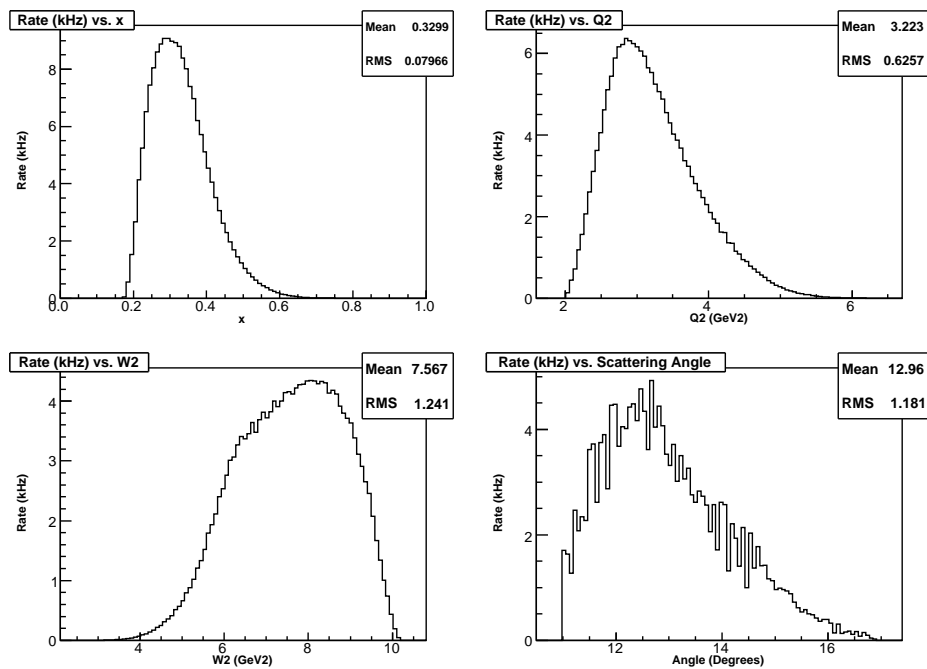 Rate (kHz) vs. x
Mean 0.3299
RMS 0.07966
Rate (kHz)
8
6
4
2
0
0.0 0.2 0.4 0.6 0.8 1.0
x
Rate (kHz) vs. Q2
Mean 3.223
RMS 0.6257
Rate (kHz)
6
4
2
0
2 4 6
Q2 (GeV2)
Rate (kHz) vs. W2
Mean 7.567
RMS 1.241
Rate (kHz)
4
3
2
1
0
4 6 8 10
W2 (GeV2)
Rate (kHz) vs. Scattering Angle
Mean 12.96
RMS 1.181
Rate (kHz)
4
2
0
12 14 16
Angle (Degrees)